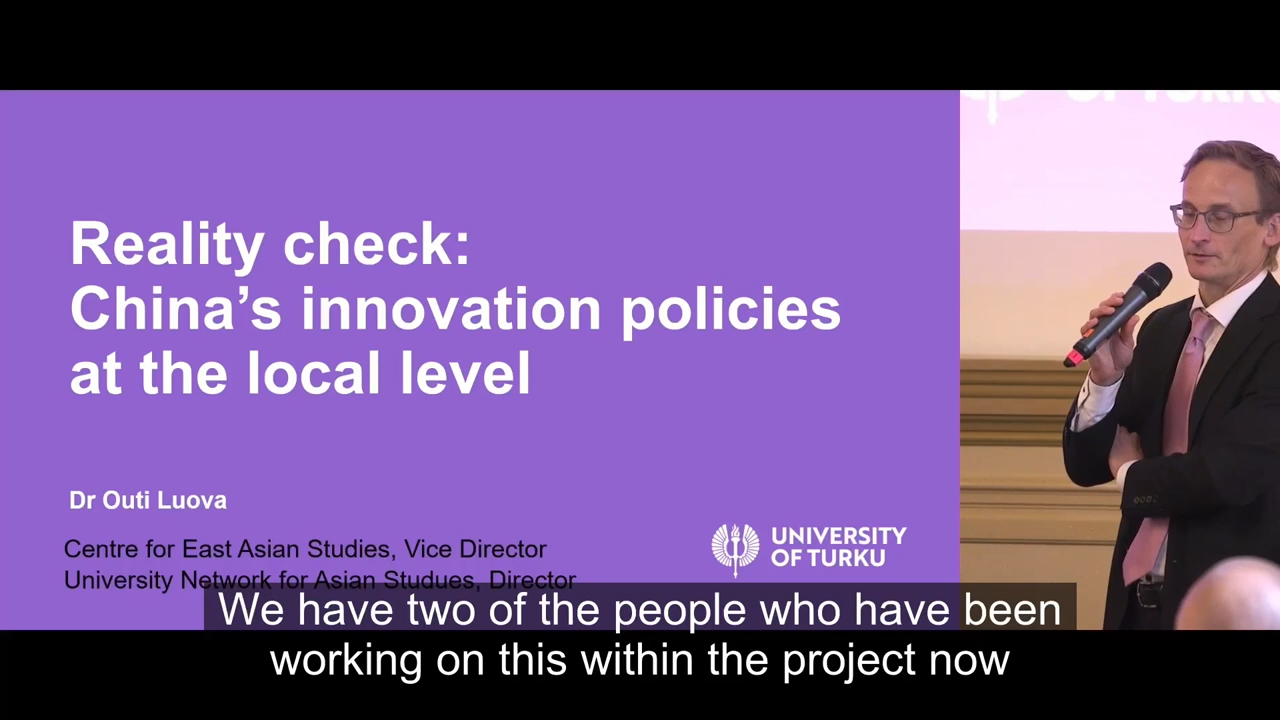 Reality check:
China's innovation policies
at the local level
Dr Outi Luova
Centre for East Asian Studies, Vice Director
University Network for Asian Studues, Director
UNIVERSITY
OF TURKU
We have two of the people who have been
working on this within the project now